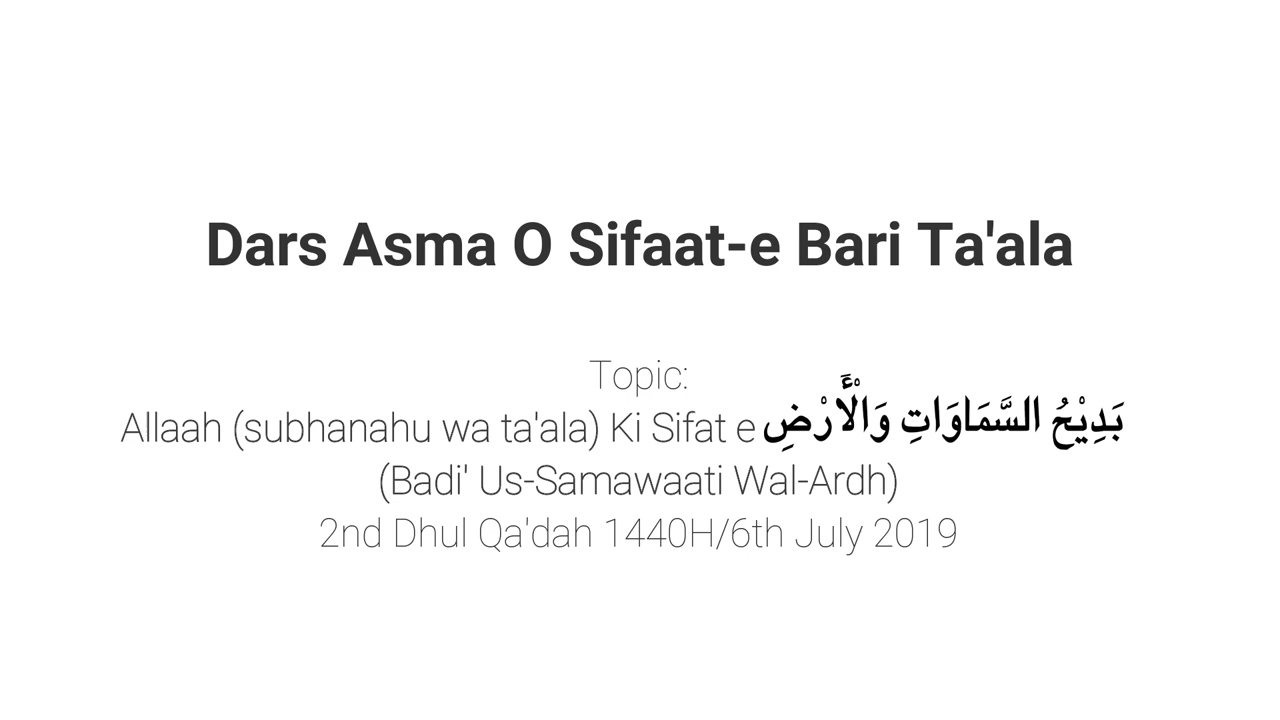 Dars Asma O Sifaat-e Bari Ta'ala
Topic:
Allaah (subhanahu wa ta'ala) Ki Sifat e بَدِيْعُ السَّمَاوَاتِ وَالْأَرْضِ
(Badi' Us-Samawaati Wal-Ardh)
2nd Dhul Qa'dah 1440H/6th July 2019